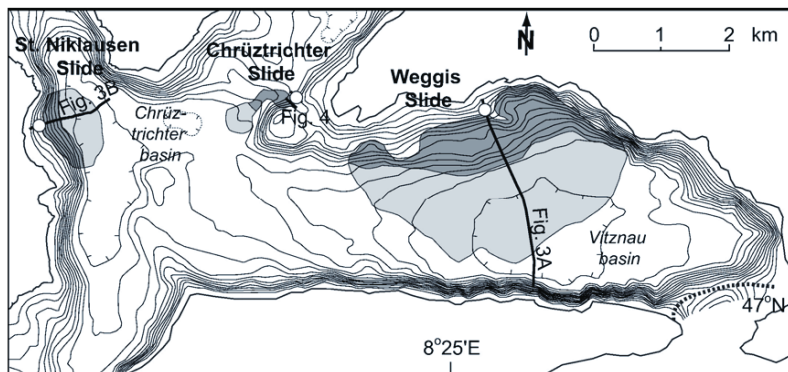 St. Niklausen
Slide
Fig. 3B
Chrüztrichter
Slide
Fig. 4
Chrüz-
trichter
basin
Weggis
Slide
N
0 1 2 km
Fig. 3A
Vitznau
basin
47°N
8°25'E